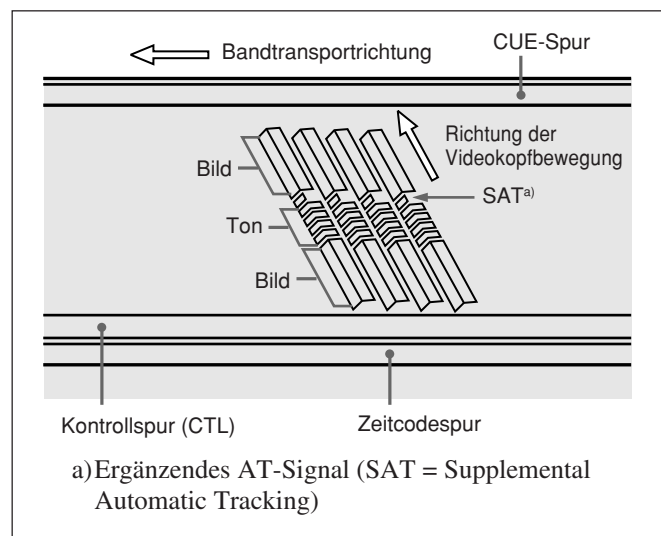 CUE-Spur
Bandtransportrichtung
Richtung der
Videokopfbewegung
Bild
SATa)
Ton
Bild
Kontrollspur (CTL)
Zeitcodespur
a) Ergänzendes AT-Signal (SAT = Supplemental
Automatic Tracking)